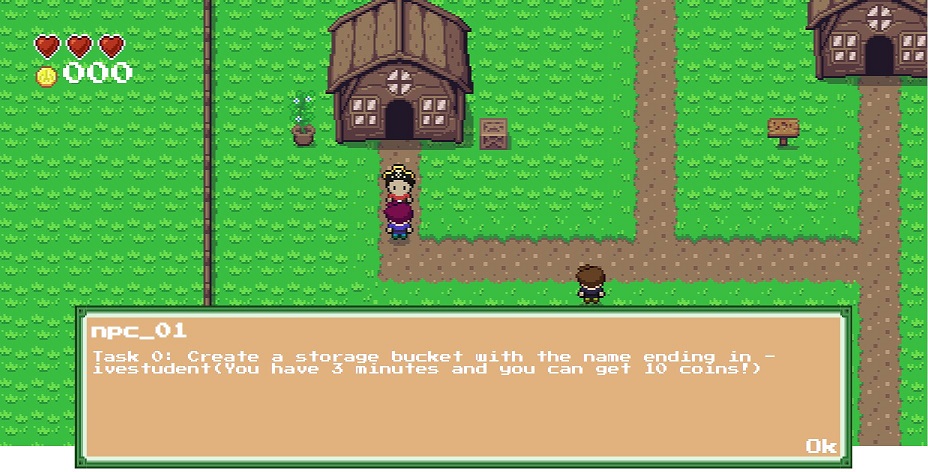 000
npc_01
Task 0: Create a storage bucket with the name ending in -
ivestudent(You have 3 minutes and you can get 10 coins!)
Ok